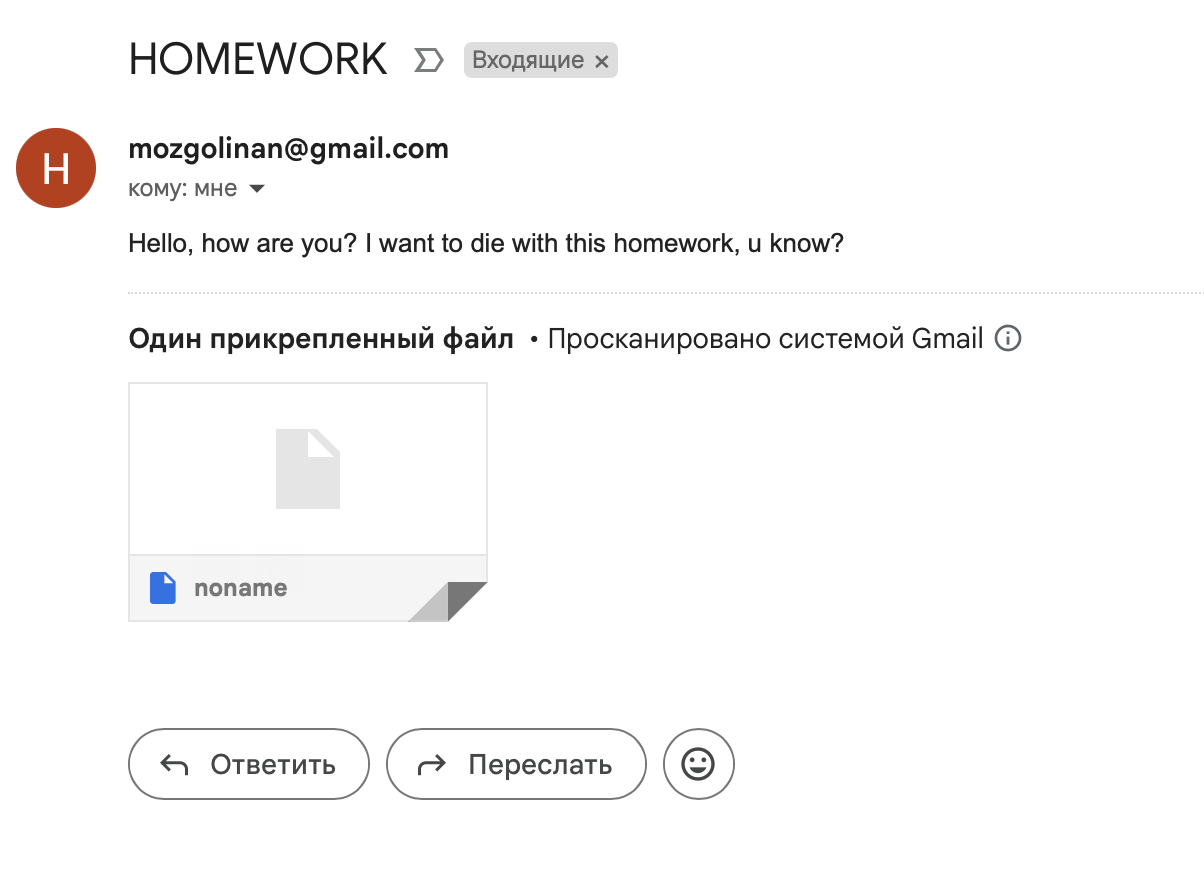 HOMEWORK Входящие ×
H
mozgolinan@gmail.com
кому: мне
Hello, how are you? I want to die with this homework, u know?
Один прикрепленный файл • Просканировано системой Gmail
noname
Ответить Переслать